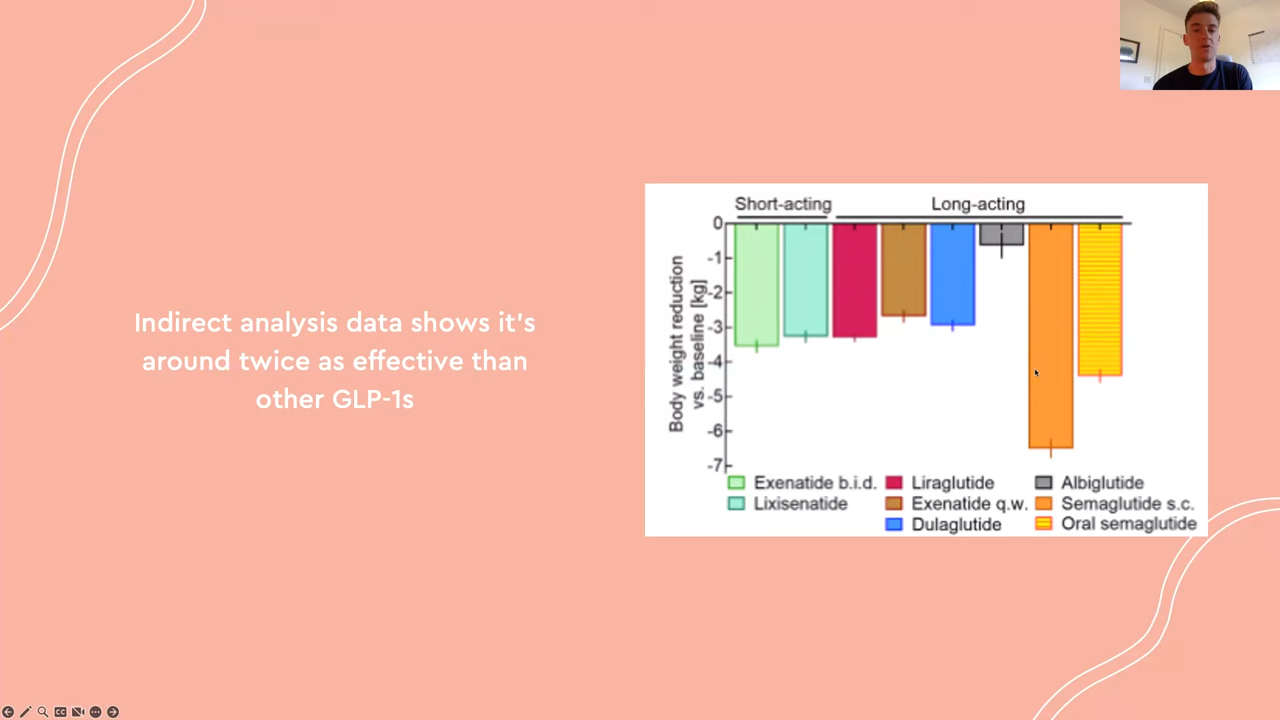 Indirect analysis data shows it's
around twice as effective than
other GLP-1s
Short-acting
Long-acting
Body weight reduction
vs. baseline [kg]
0
-1
-2
-3
-4
-5
-6
-7
Exenatide b.i.d.
Lixisenatide
Liraglutide
Exenatide q.w.
Dulaglutide
Albiglutide
Semaglutide s.c.
Oral semaglutide
CC